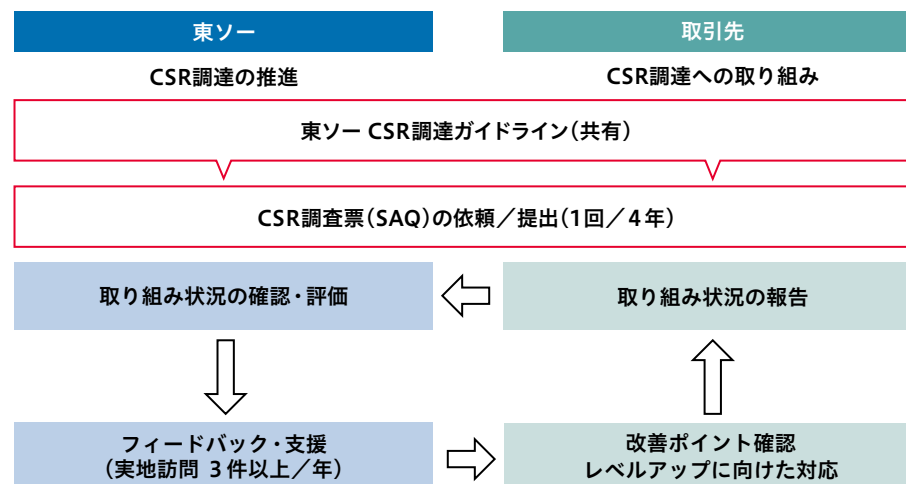 東ソー
取引先
CSR調達の推進
CSR調達への取り組み
東ソー CSR調達ガイドライン(共有)
CSR調査票(SAQ)の依頼/提出(1回/4年)
取り組み状況の確認・評価
取り組み状況の報告
フィードバック・支援
(実地訪問 3件以上/年)
改善ポイント確認
レベルアップに向けた対応